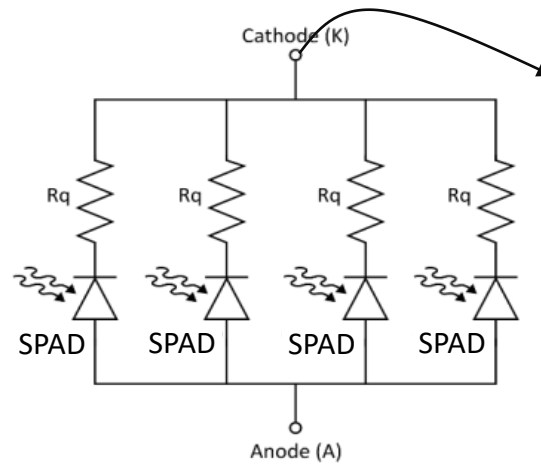 Cathode (K)
Rq Rq Rq Rq
SPAD SPAD SPAD SPAD
Anode (A)